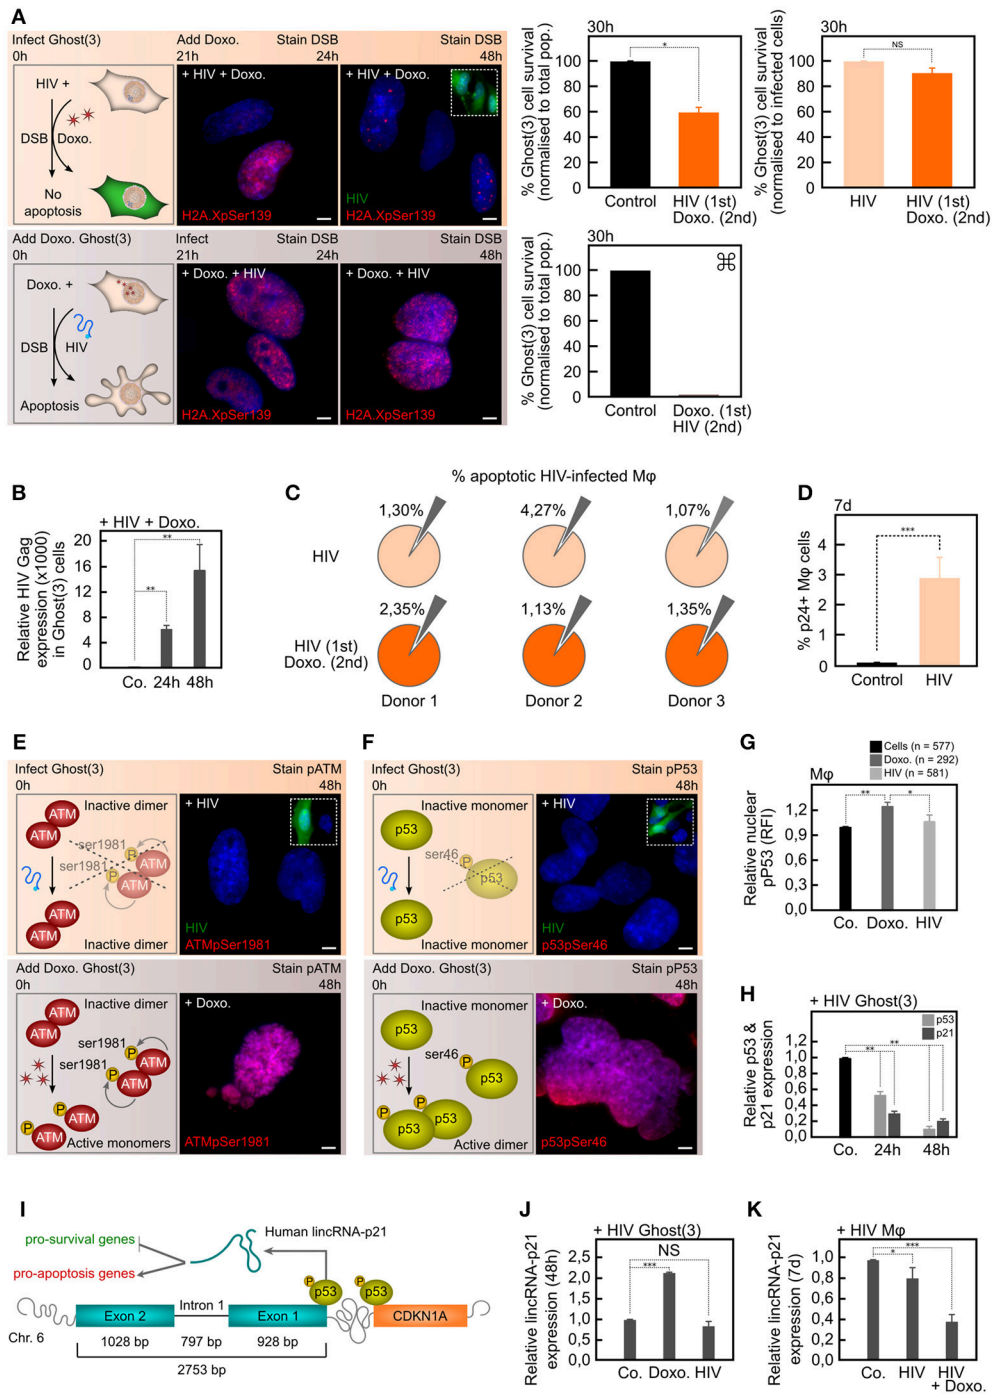 A
Infect Ghost(3)
0h
HIV +
DSB
Doxo.
No
apoptosis
Add Doxo.
21h
Stain DSB
24h
+ HIV + Doxo.
H2A.XpSer139
Stain DSB
48h
+ HIV + Doxo.
HIV
H2A.XpSer139
Add Doxo. Ghost(3)
0h
Doxo. +
DSB
HIV
Apoptosis
Infect
21h
Stain DSB
24h
+ Doxo. + HIV
H2A.XpSer139
Stain DSB
48h
+ Doxo. + HIV
H2A.XpSer139
30h
% Ghost(3) cell survival
(normalised to total pop.)
100
80
60
40
20
0
*
Control
HIV (1st)
Doxo. (2nd)
30h
% Ghost(3) cell survival
(normalised to infected cells)
100
80
60
40
20
0
NS
HIV
HIV (1st)
Doxo. (2nd)
30h
⌘
% Ghost(3) cell survival
(normalised to total pop.)
100
80
60
40
20
0
Control
Doxo. (1st)
HIV (2nd)
B
+ HIV + Doxo.
Relative HIV Gag
expression (x1000)
in Ghost(3) cells
20
16
12
8
4
0
**
**
Co. 24h 48h
C
% apoptotic HIV-infected Mφ
1,30%
4,27%
1,07%
HIV
2,35%
1,13%
1,35%
HIV (1st)
Doxo. (2nd)
Donor 1
Donor 2
Donor 3
D
7d
% p24+ Mφ cells
4
3
2
1
0
***
Control
HIV
E
Infect Ghost(3)
0h
Stain pATM
48h
Inactive dimer
ATM
ATM
ser1981
ser1981
P
P
ATM
ATM
ATM
ATM
Inactive dimer
+ HIV
HIV
ATMpSer1981
Add Doxo. Ghost(3)
0h
Stain pATM
48h
Inactive dimer
ATM
ATM
ser1981
ser1981
P
P
ATM
ATM
P
ATM
P
ATM
Active monomers
+ Doxo.
ATMpSer1981
F
Infect Ghost(3)
0h
Stain pP53
48h
Inactive monomer
p53
ser46
P
p53
p53
Inactive monomer
+ HIV
HIV
p53pSer46
Add Doxo. Ghost(3)
0h
Stain pP53
48h
Inactive monomer
p53
ser46
P
p53
P
P
p53
p53
Active dimer
+ Doxo.
p53pSer46
G
Cells (n = 577)
Doxo. (n = 292)
HIV (n = 581)
Mφ
Relative nuclear
pP53 (RFI)
1,2
0,9
1,3
0,3
0,0
**
*
Co. Doxo. HIV
H
+ HIV Ghost(3)
p53
p21
Relative p53 &
p21 expression
1,2
1,0
0,8
0,6
0,4
0,2
0,0
**
**
Co. 24h 48h
I
Human lincRNA-p21
pro-survival genes
pro-apoptosis genes
P
p53
P
p53
Exon 2
Intron 1
Exon 1
CDKN1A
Chr. 6
1028 bp
797 bp
928 bp
2753 bp
J
+ HIV Ghost(3)
Relative lincRNA-p21
expression (48h)
2,5
2,0
1,5
1,0
0,5
0,0
NS
***
Co. Doxo. HIV
K
+ HIV Mφ
Relative lincRNA-p21
expression (7d)
1,0
0,8
0,6
0,4
0,2
0,0
***
*
Co. HIV HIV
+ Doxo.